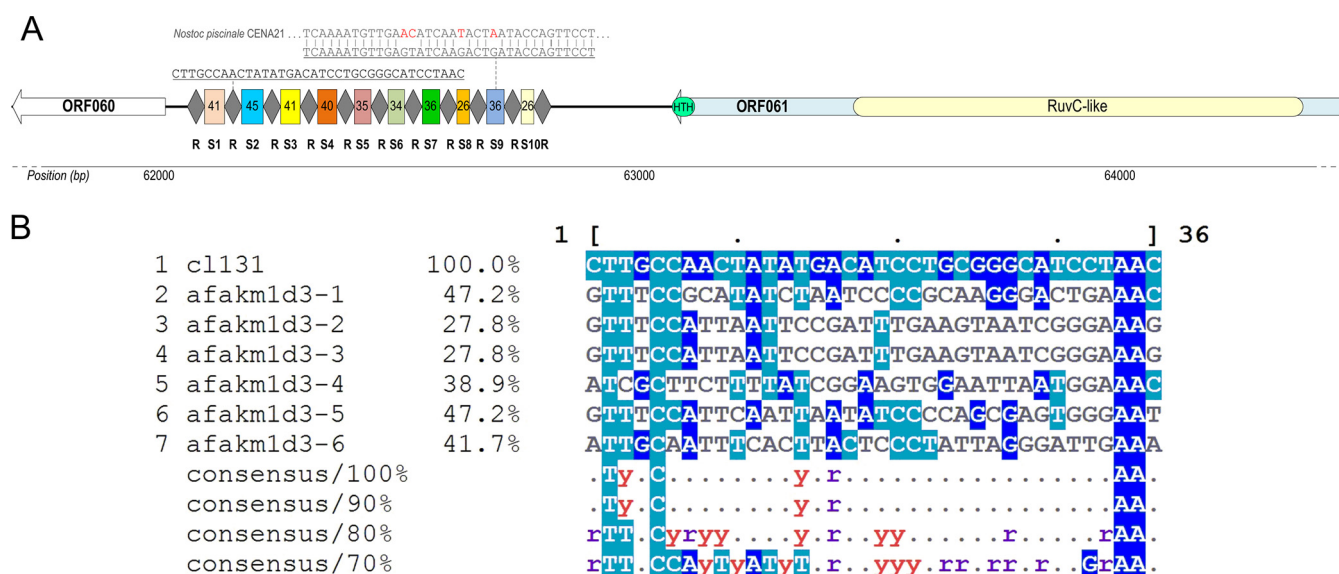 A
Nostoc piscinale CENA21 ...TCAAAATGTTGAACATCAATACTAATACCAGTTCCT...
TCAAAATGTTGAGTATCAAGACTGATACCAGTTCCT
CTTGCCAACTATATGACATCCTGCGGGCATCCTAAC
ORF060 41 45 41 40 35 34 36 26 36 26 HTH ORF061 RuvC-like
R S1 R S2 R S3 R S4 R S5 R S6 R S7 R S8 R S9 R S10 R
Position (bp) 62000 63000 64000
B
1 [ . . . ] 36
1 cl131 100.0% CTTGCCAACTATATGACATCCTGCGGGCATCCTAAC
2 afakm1d3-1 47.2% GTTTCCGCATATCTAATCCCCGCAAGGGACTGAAAC
3 afakm1d3-2 27.8% GTTTCCATTAATTCCGATTTGAAGTAATCGGGAAAG
4 afakm1d3-3 27.8% GTTTCCATTAATTCCGATTTGAAGTAATCGGGAAAG
5 afakm1d3-4 38.9% ATCGCTTCTTTTATCGGAAGTGGAATTAATGGAAAC
6 afakm1d3-5 47.2% GTTTCCATTCAATTAATATCCCCAGCGAGTGGGAAT
7 afakm1d3-6 41.7% ATTGCAATTTCACTTACTCCCTATTAGGGATTGAAA
consensus/100% .Ty.C........y.r.................AA.
consensus/90% .Ty.C........y.r.................AA.
consensus/80% rTT.Cyryy....y.r..yy......r.....rAA.
consensus/70% rTT.CCAyTyATyT.r..yyy.rr.rr.r..GrAA.